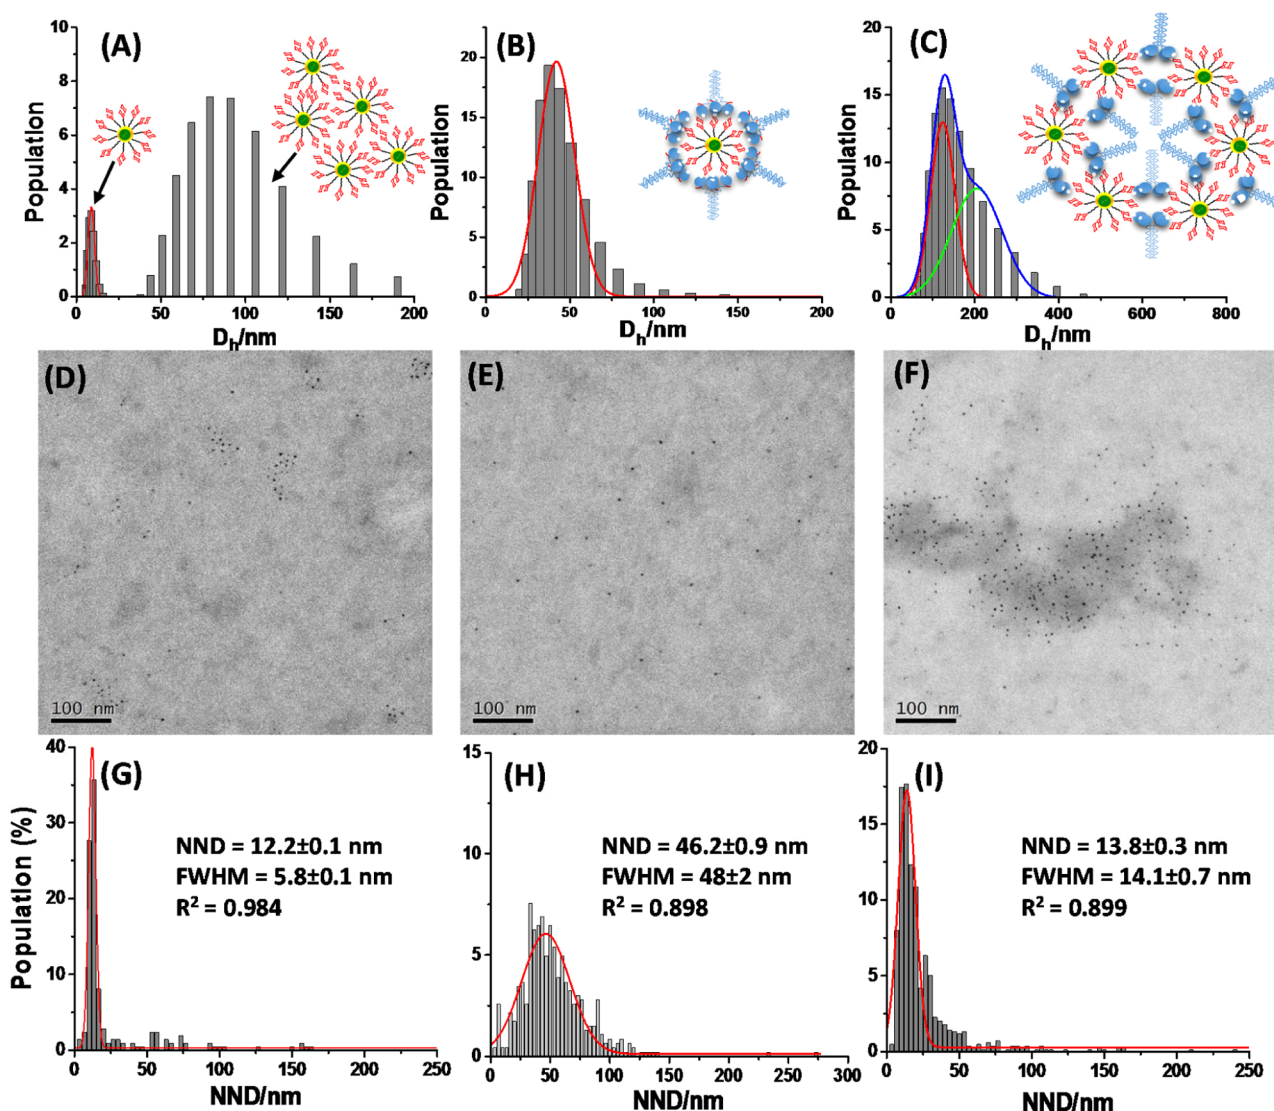 (A)
10
8
6
4
2
0
Population
0 50 100 150 200
Dh/nm
(B)
20
15
10
5
0
Population
0 50 100 150 200
Dh/nm
(C)
20
15
10
5
0
Population
0 200 400 600 800
Dh/nm
(D)
100 nm
(E)
100 nm
(F)
100 nm
(G)
40
30
20
10
0
Population (%)
NND = 12.2±0.1 nm
FWHM = 5.8±0.1 nm
R² = 0.984
0 50 100 150 200 250
NND/nm
(H)
15
10
5
0
NND = 46.2±0.9 nm
FWHM = 48±2 nm
R² = 0.898
0 50 100 150 200 250 300
NND/nm
(I)
20
15
10
5
0
NND = 13.8±0.3 nm
FWHM = 14.1±0.7 nm
R² = 0.899
0 50 100 150 200 250
NND/nm